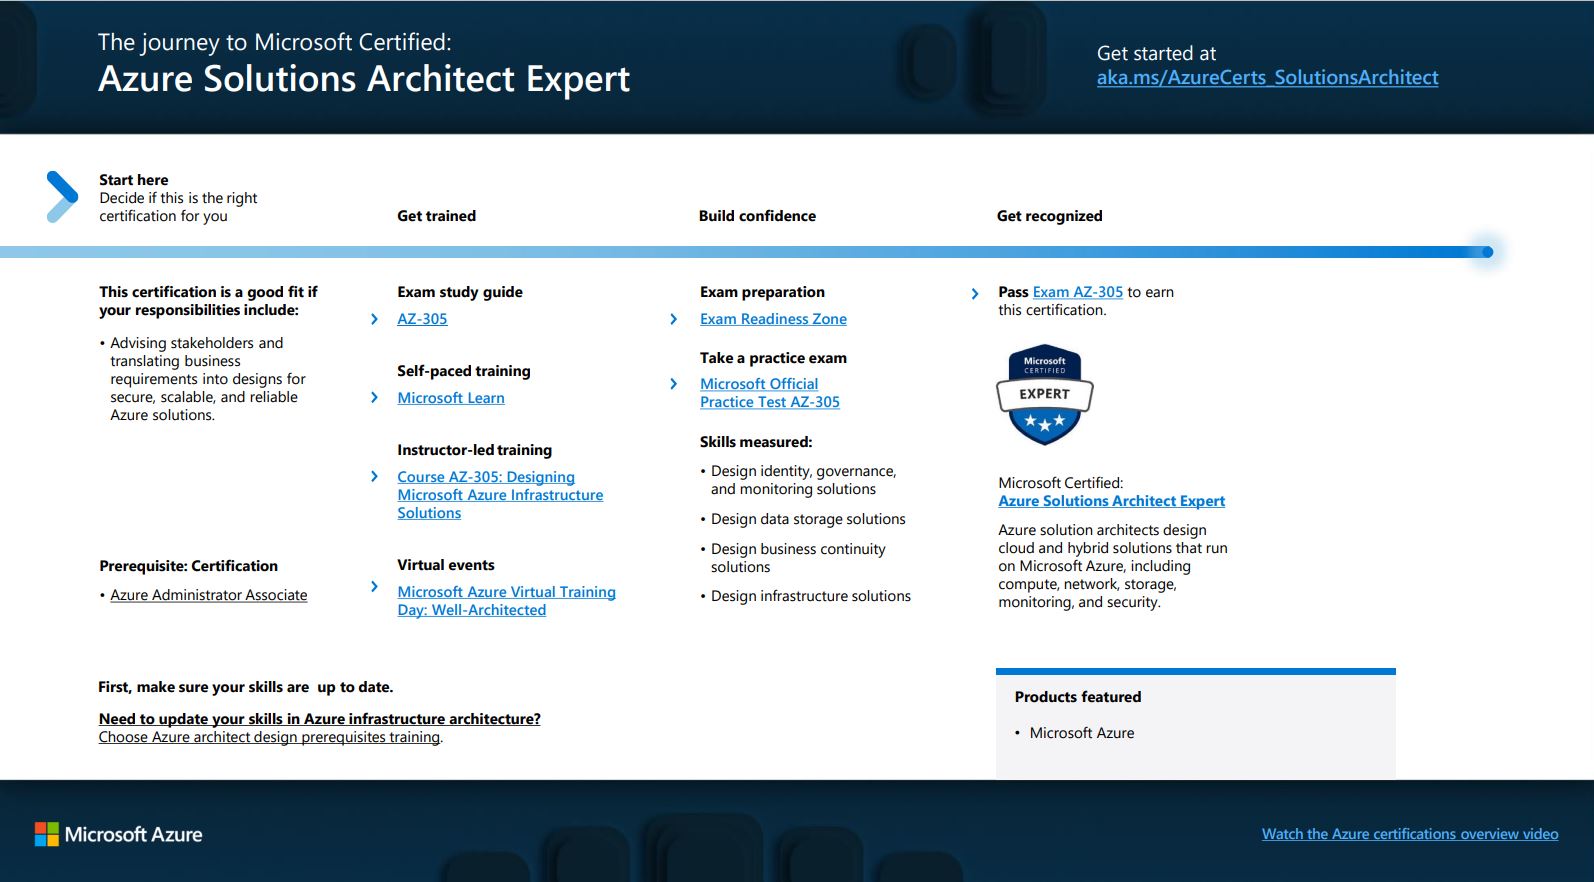 The journey to Microsoft Certified:
Azure Solutions Architect Expert
Get started at
aka.ms/AzureCerts_SolutionsArchitect
Start here
Decide if this is the right
certification for you
Get trained
Build confidence
Get recognized
This certification is a good fit if
your responsibilities include:
• Advising stakeholders and
translating business
requirements into designs for
secure, scalable, and reliable
Azure solutions.
Prerequisite: Certification
• Azure Administrator Associate
Exam study guide
AZ-305
Self-paced training
Microsoft Learn
Instructor-led training
Course AZ-305: Designing
Microsoft Azure Infrastructure
Solutions
Virtual events
Microsoft Azure Virtual Training
Day: Well-Architected
Exam preparation
Exam Readiness Zone
Take a practice exam
Microsoft Official
Practice Test AZ-305
Skills measured:
• Design identity, governance,
and monitoring solutions
• Design data storage solutions
• Design business continuity
solutions
• Design infrastructure solutions
Pass Exam AZ-305 to earn
this certification.
Microsoft
CERTIFIED
EXPERT
Microsoft Certified:
Azure Solutions Architect Expert
Azure solution architects design
cloud and hybrid solutions that run
on Microsoft Azure, including
compute, network, storage,
monitoring, and security.
First, make sure your skills are  up to date.
Need to update your skills in Azure infrastructure architecture?
Choose Azure architect design prerequisites training.
Products featured
• Microsoft Azure
Microsoft Azure
Watch the Azure certifications overview video